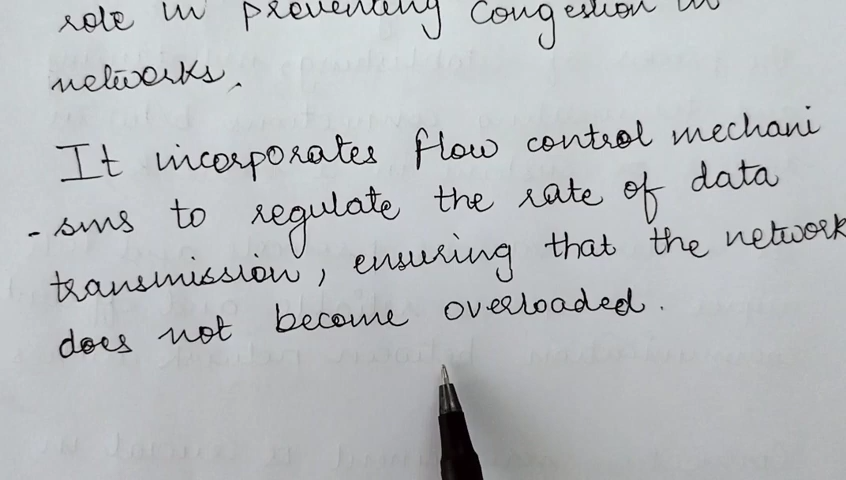 role in preventing congestion in
networks.
It incorporates flow control mechani
- sms to regulate the rate of data
transmission, ensuring that the network
does not become overloaded.